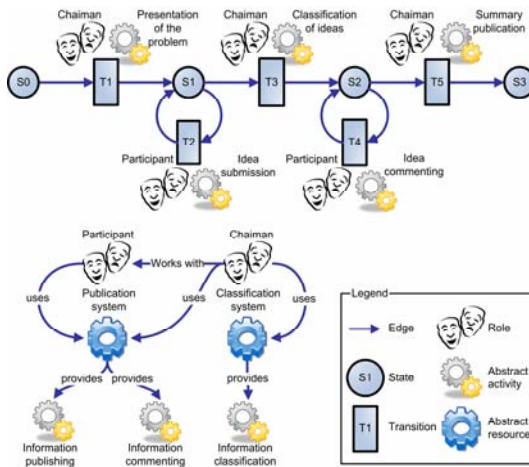 Chaiman
Presentation
of the
problem
Chaiman
Classification
of ideas
Chaiman
Summary
publication
S0
T1
S1
T3
S2
T5
S3
T2
T4
Participant
Idea
submission
Participant
Idea
commenting
Participant
Chaiman
Works with
uses
Publication
system
uses
Classification
system
uses
provides
provides
provides
Information
publishing
Information
commenting
Information
classification
Legend
Edge
Role
S1
State
Abstract
activity
T1
Transition
Abstract
resource